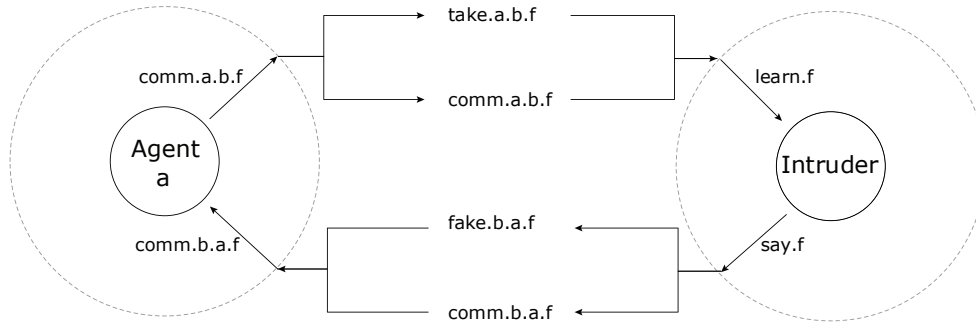 take.a.b.f
comm.a.b.f
learn.f
comm.a.b.f
Agent
a
Intruder
fake.b.a.f
comm.b.a.f
say.f
comm.b.a.f